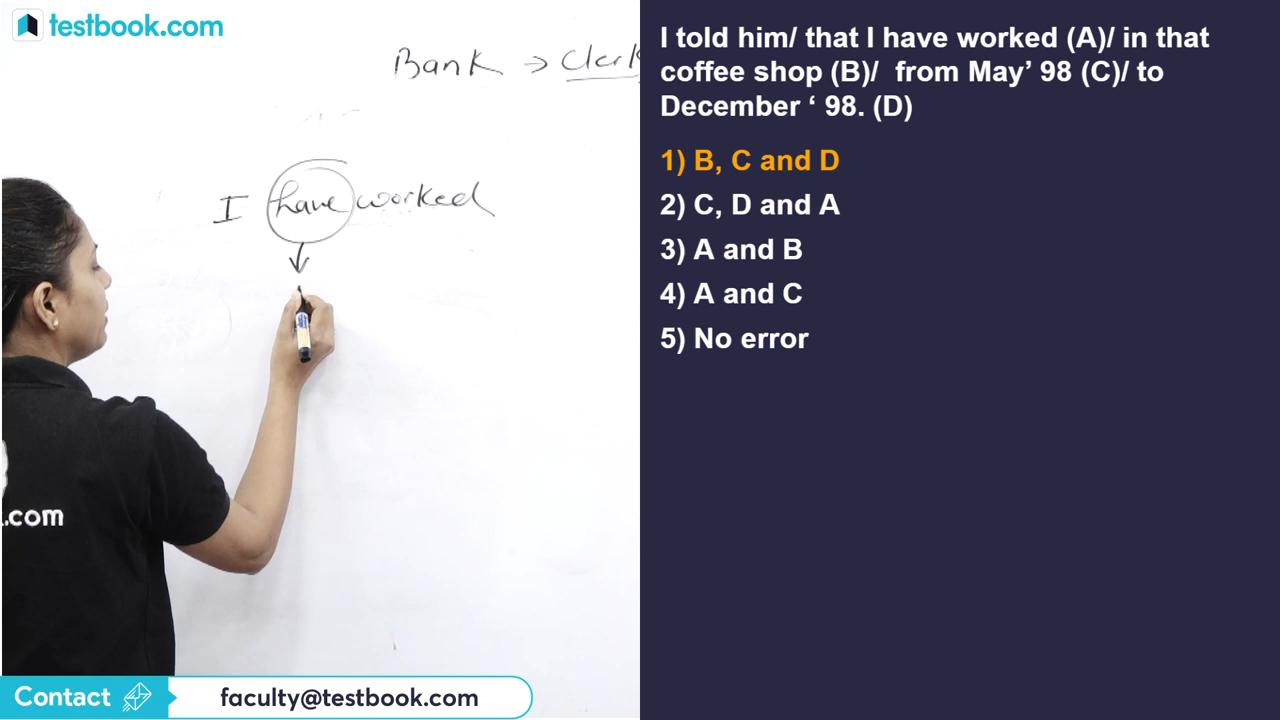 testbook.com
Bank → Clerk
I have worked
.com
I told him/ that I have worked (A)/ in that
coffee shop (B)/ from May’ 98 (C)/ to
December ‘ 98. (D)
1) B, C and D
2) C, D and A
3) A and B
4) A and C
5) No error
Contact
faculty@testbook.com